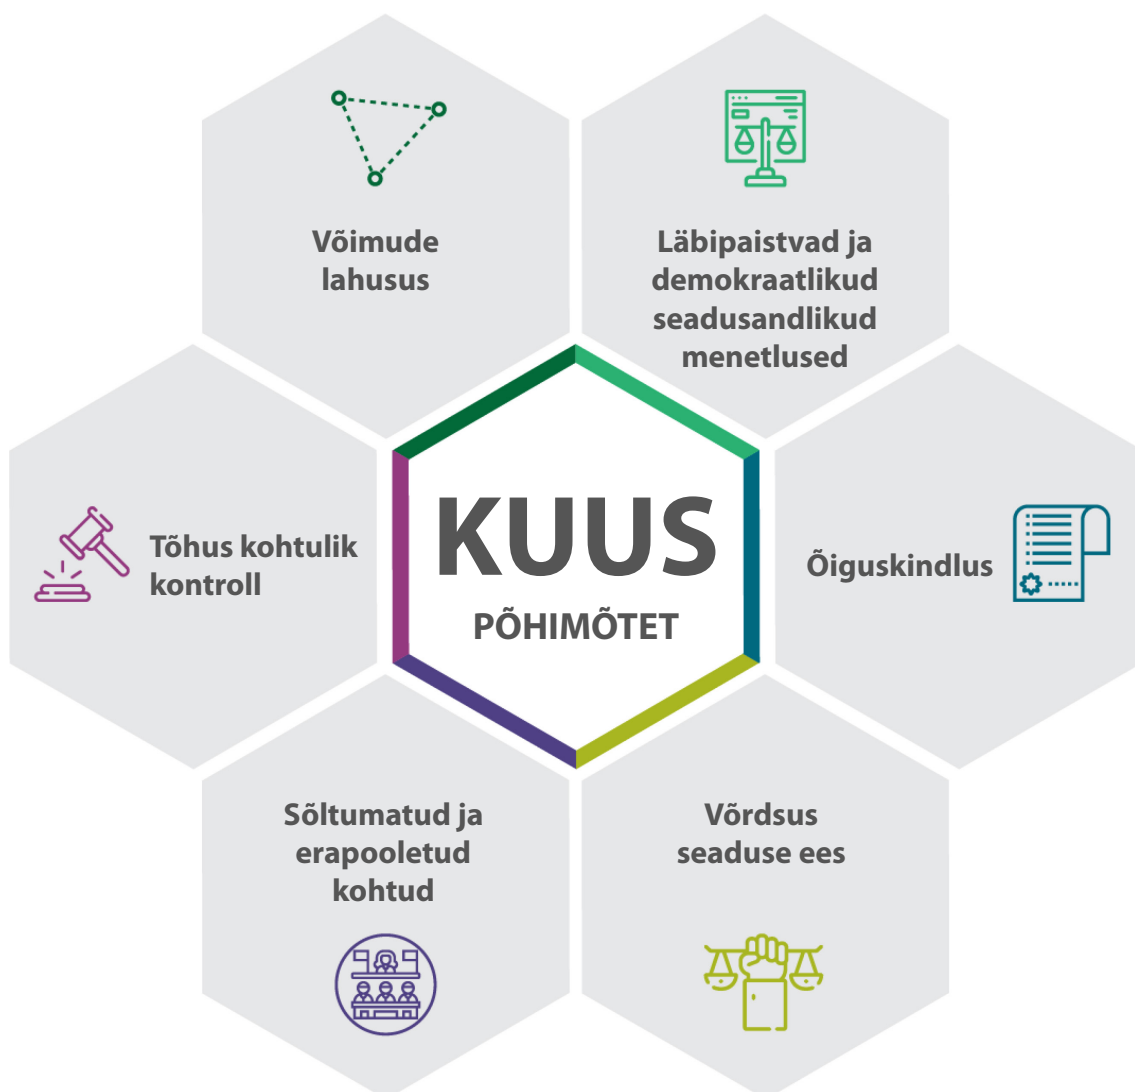 Võimude
lahusus
Läbipaistvad ja
demokraatlikud
seadusandlikud
menetlused
Tõhus kohtulik
kontroll
KUUS
PÕHIMÕTET
Õiguskindlus
Sõltumatud ja
erapooletud
kohtud
Võrdsus
seaduse ees